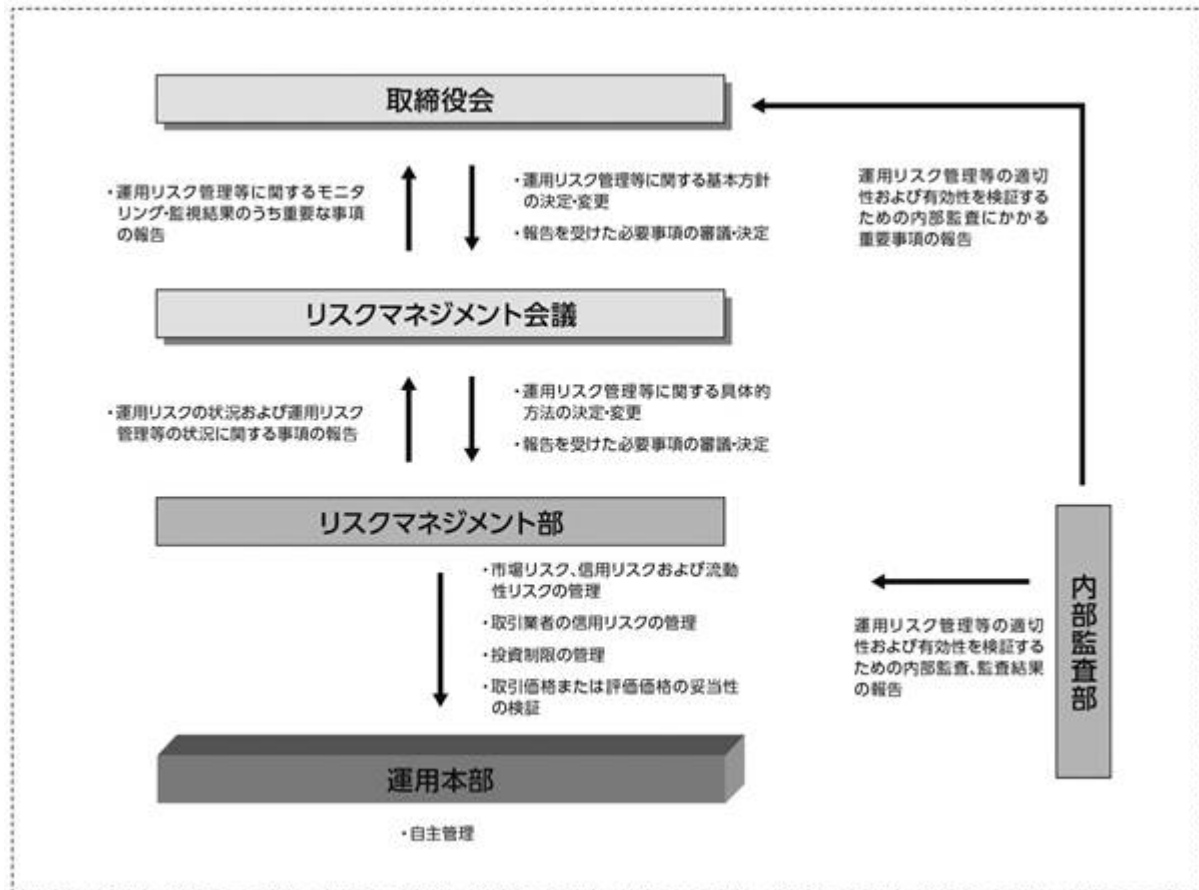 取締役会
・運用リスク管理等に関するモニタ
リング・監視結果のうち重要な事項
の報告
・運用リスク管理等に関する基本方針
の決定・変更
・報告を受けた必要事項の審議・決定
運用リスク管理等の適切
性および有効性を検証する
ための内部監査にかかる
重要事項の報告
リスクマネジメント会議
・運用リスクの状況および運用リスク
管理等の状況に関する事項の報告
・運用リスク管理等に関する具体的
方法の決定・変更
・報告を受けた必要事項の審議・決定
リスクマネジメント部
・市場リスク、信用リスクおよび流動
性リスクの管理
・取引業者の信用リスクの管理
・投資制限の管理
・取引価格または評価価格の妥当性
の検証
運用リスク管理等の適切
性および有効性を検証する
ための内部監査、監査結果
の報告
内部監査部
運用本部
・自主管理